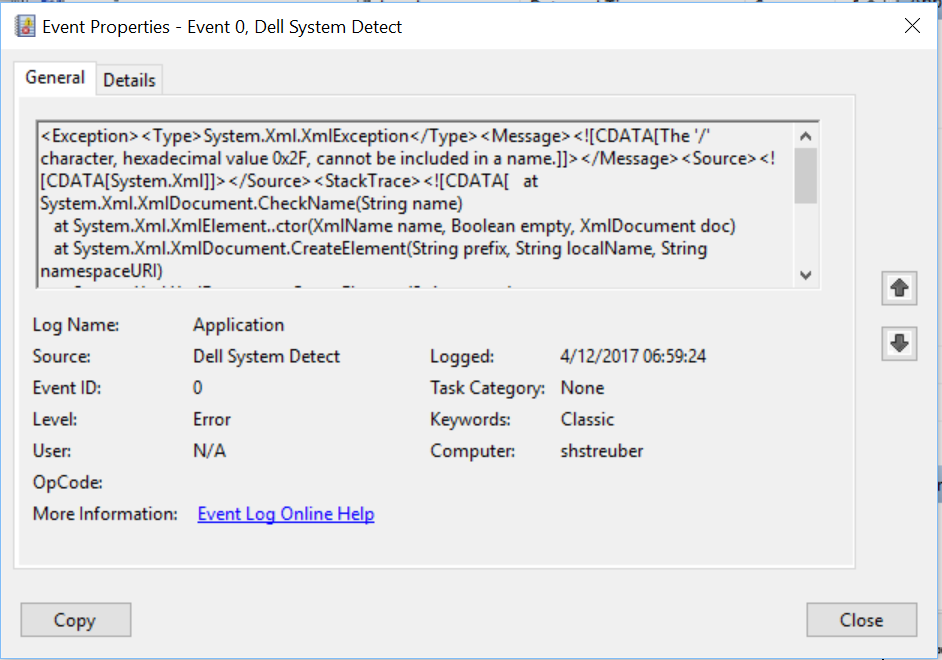 Event Properties - Event 0, Dell System Detect
General
Details
<Exception><Type>System.Xml.XmlException</Type><Message><![CDATA[The '/'
character, hexadecimal value 0x2F, cannot be included in a name.]]></Message><Source><!
[CDATA[System.Xml]]></Source><StackTrace><![CDATA[   at
System.Xml.XmlDocument.CheckName(String name)
   at System.Xml.XmlElement..ctor(XmlName name, Boolean empty, XmlDocument doc)
   at System.Xml.XmlDocument.CreateElement(String prefix, String localName, String
namespaceURI)
Log Name: Application
Source: Dell System Detect Logged: 4/12/2017 06:59:24
Event ID: 0 Task Category: None
Level: Error Keywords: Classic
User: N/A Computer: shstreuber
OpCode:
More Information: Event Log Online Help
Copy
Close